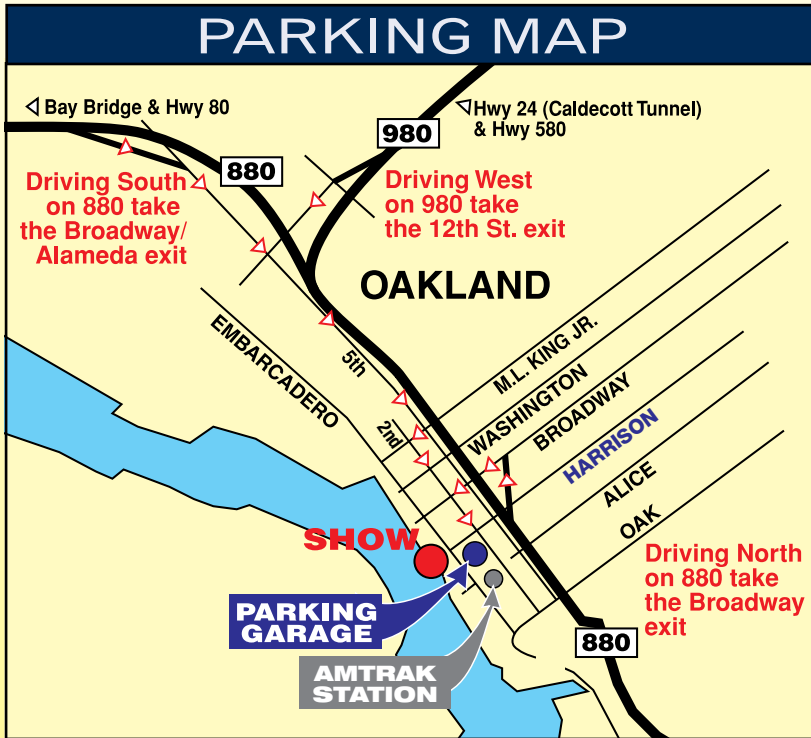 PARKING MAP
Bay Bridge & Hwy 80
Hwy 24 (Caldecott Tunnel)
& Hwy 580
980
880
Driving South
on 880 take
the Broadway/
Alameda exit
Driving West
on 980 take
the 12th St. exit
OAKLAND
EMBARCADERO
5th
2nd
M.L. KING JR.
WASHINGTON
BROADWAY
HARRISON
ALICE
OAK
SHOW
Driving North
on 880 take
the Broadway
exit
PARKING
GARAGE
880
AMTRAK
STATION